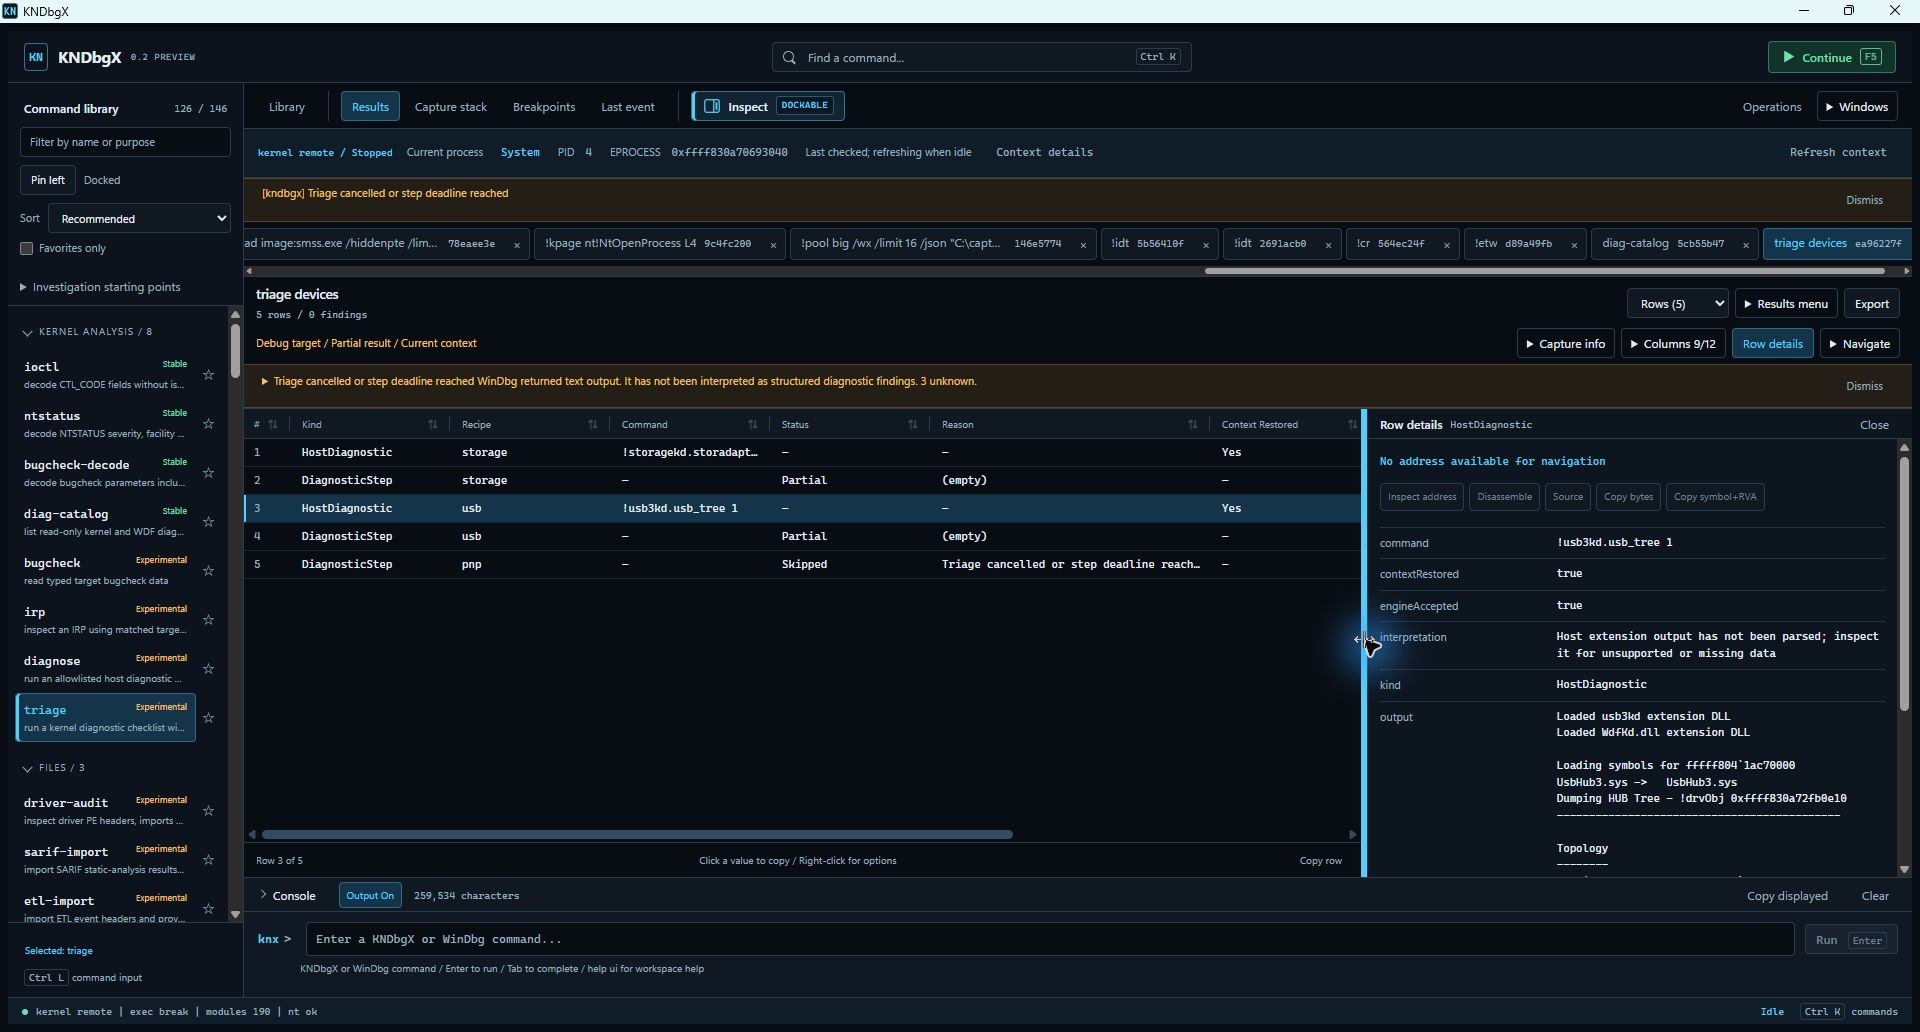 KN KNDbgX
KN KNDbgX 0.2 PREVIEW
Find a command... Ctrl K
Continue F5
Command library 126 / 146
Filter by name or purpose
Pin left Docked
Sort Recommended
Favorites only
Investigation starting points
KERNEL ANALYSIS / 8
ioctl Stable
decode CTL_CODE fields without is...
ntstatus Stable
decode NTSTATUS severity, facility ...
bugcheck-decode Stable
decode bugcheck parameters inclu...
diag-catalog Stable
list read-only kernel and WDF diag...
bugcheck Experimental
read typed target bugcheck data
irp Experimental
inspect an IRP using matched targe...
diagnose Experimental
run an allowlisted host diagnostic ...
triage Experimental
run a kernel diagnostic checklist wi...
FILES / 3
driver-audit Experimental
inspect driver PE headers, imports ...
sarif-import Experimental
import SARIF static-analysis results...
etl-import Experimental
import ETL event headers and prov...
Selected: triage
Ctrl L command input
Library Results Capture stack Breakpoints Last event Inspect DOCKABLE Operations Windows
kernel remote / Stopped Current process System PID 4 EPROCESS 0xffff830a70693040 Last checked; refreshing when idle Context details Refresh context
[kndbgx] Triage cancelled or step deadline reached Dismiss
ad image:smss.exe /hiddenpte /lim... 78eaee3e × !kpage nt!NtOpenProcess L4 9c4fc200 × !pool big /wx /limit 16 /json "C:\capt... 146e5774 × !idt 5b56410f × !idt 2691acb0 × !cr 564ec24f × !etw d89a49fb × diag-catalog 5cb55b47 × triage devices ea96227f
triage devices
5 rows / 0 findings
Rows (5) Results menu Export
Debug target / Partial result / Current context
Capture info Columns 9/12 Row details Navigate
Triage cancelled or step deadline reached WinDbg returned text output. It has not been interpreted as structured diagnostic findings. 3 unknown. Dismiss
# Kind Recipe Command Status Reason Context Restored
1 HostDiagnostic storage !storagekd.storadapt... — — Yes
2 DiagnosticStep storage — Partial (empty) —
3 HostDiagnostic usb !usb3kd.usb_tree 1 — — Yes
4 DiagnosticStep usb — Partial (empty) —
5 DiagnosticStep pnp — Skipped Triage cancelled or step deadline reach... —
Row 3 of 5 Click a value to copy / Right-click for options Copy row
Row details HostDiagnostic Close
No address available for navigation
Inspect address Disassemble Source Copy bytes Copy symbol+RVA
command !usb3kd.usb_tree 1
contextRestored true
engineAccepted true
interpretation Host extension output has not been parsed; inspect
it for unsupported or missing data
kind HostDiagnostic
output Loaded usb3kd extension DLL
Loaded WdfKd.dll extension DLL
Loading symbols for fffff804`1ac70000
UsbHub3.sys -> UsbHub3.sys
Dumping HUB Tree - !drvObj 0xffff830a72fb0e10
--------------------------------------------
Topology
--------
Console Output On 259,534 characters Copy displayed Clear
knx > Enter a KNDbgX or WinDbg command... Run Enter
KNDbgX or WinDbg command / Enter to run / Tab to complete / help ui for workspace help
kernel remote | exec break | modules 190 | nt ok Idle Ctrl K commands